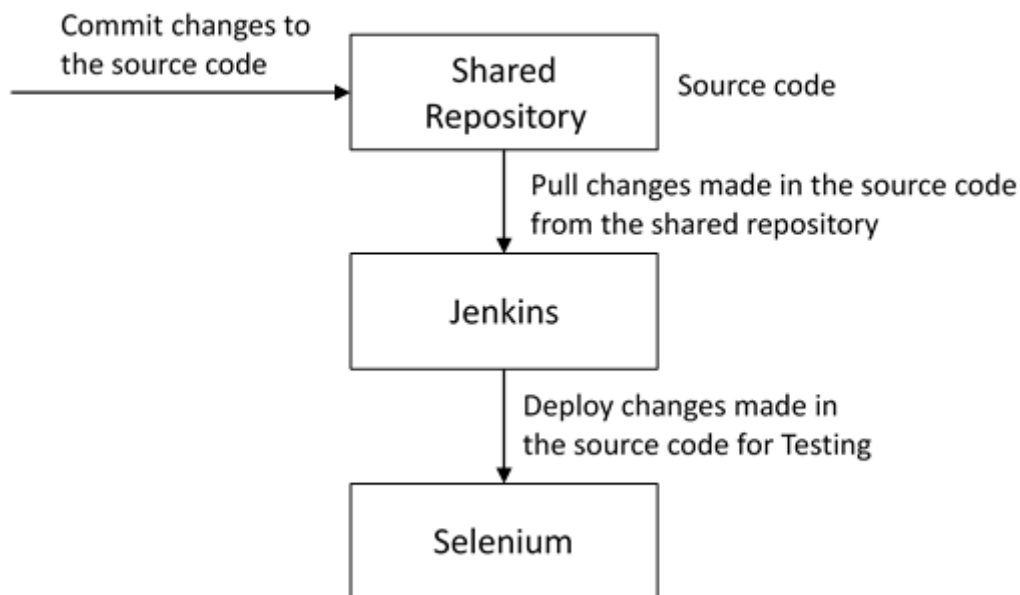 Commit changes to
the source code
Shared
Repository
Source code
Pull changes made in the source code
from the shared repository
Jenkins
Deploy changes made in
the source code for Testing
Selenium